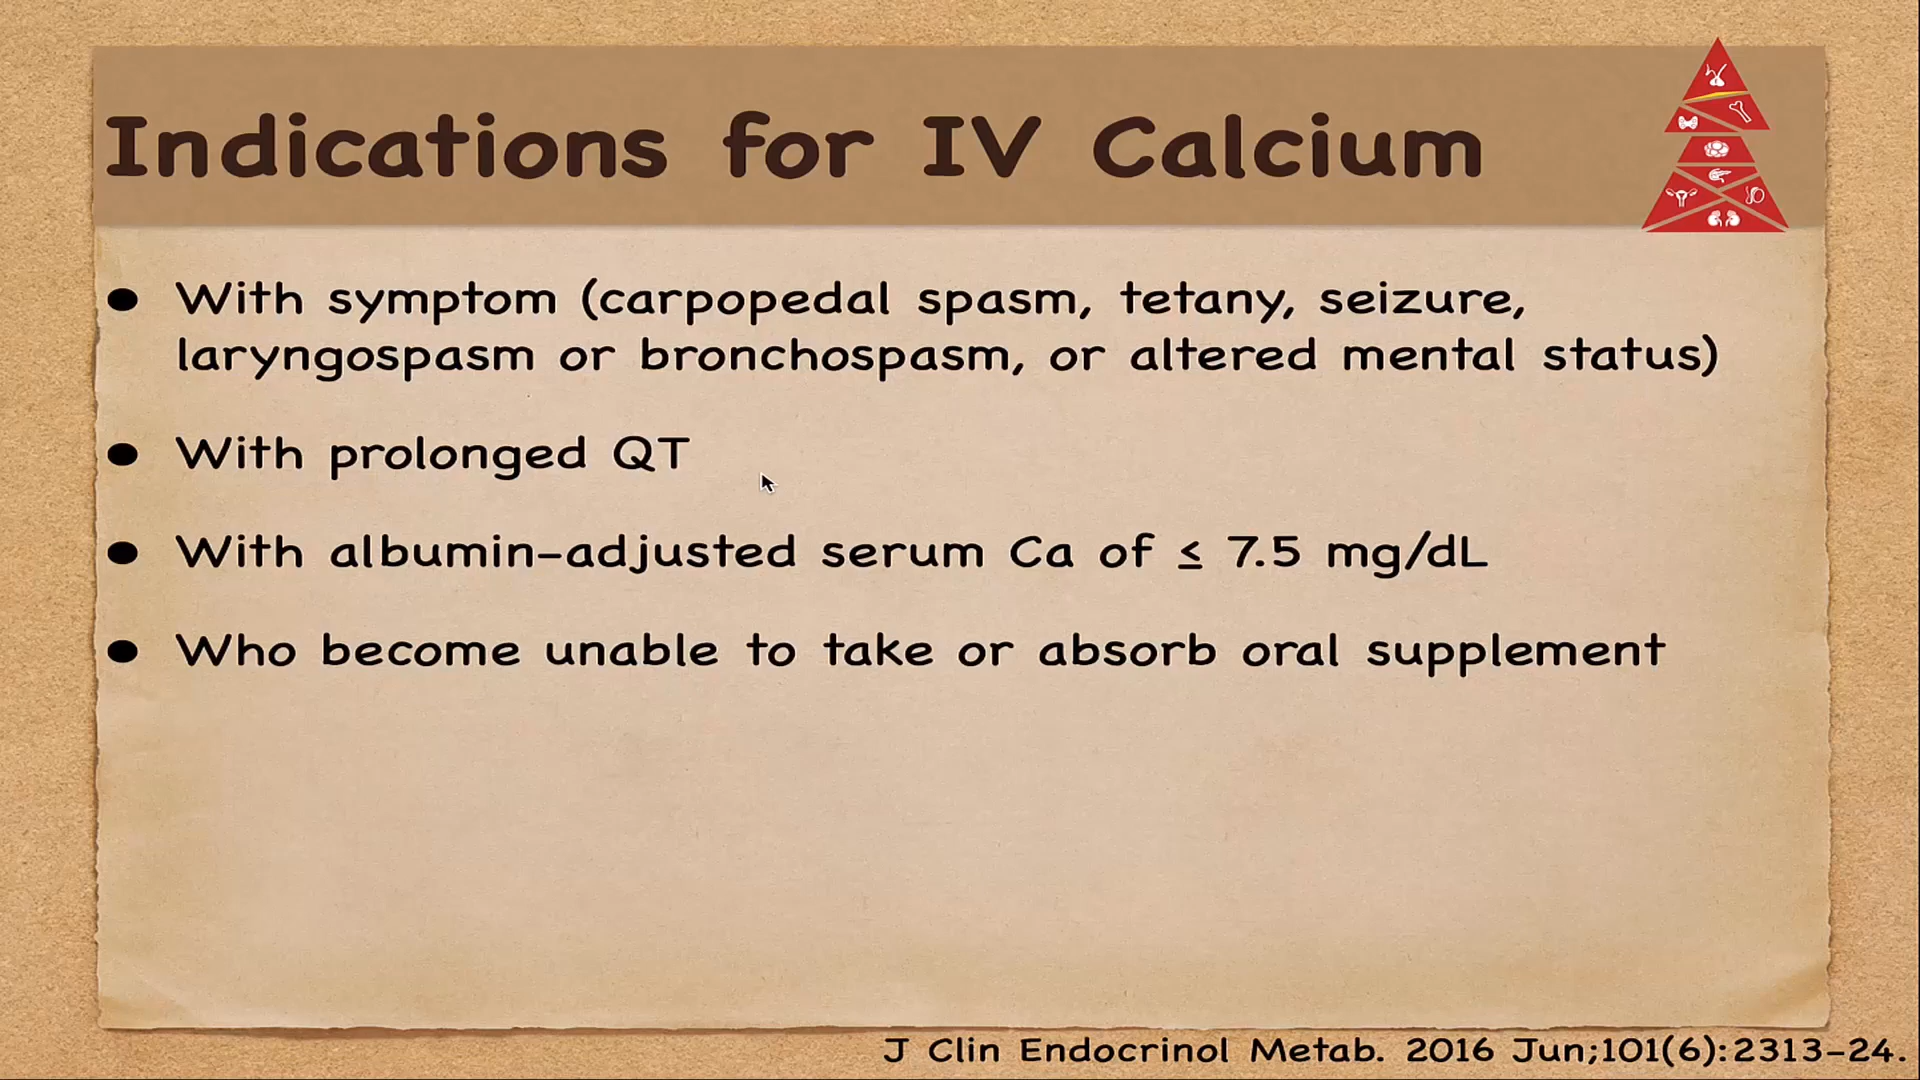 Indications for IV Calcium
● With symptom (carpopedal spasm, tetany, seizure,
laryngospasm or bronchospasm, or altered mental status)
● With prolonged QT
● With albumin-adjusted serum Ca of ≤ 7.5 mg/dL
● Who become unable to take or absorb oral supplement
J Clin Endocrinol Metab. 2016 Jun;101(6):2313-24.